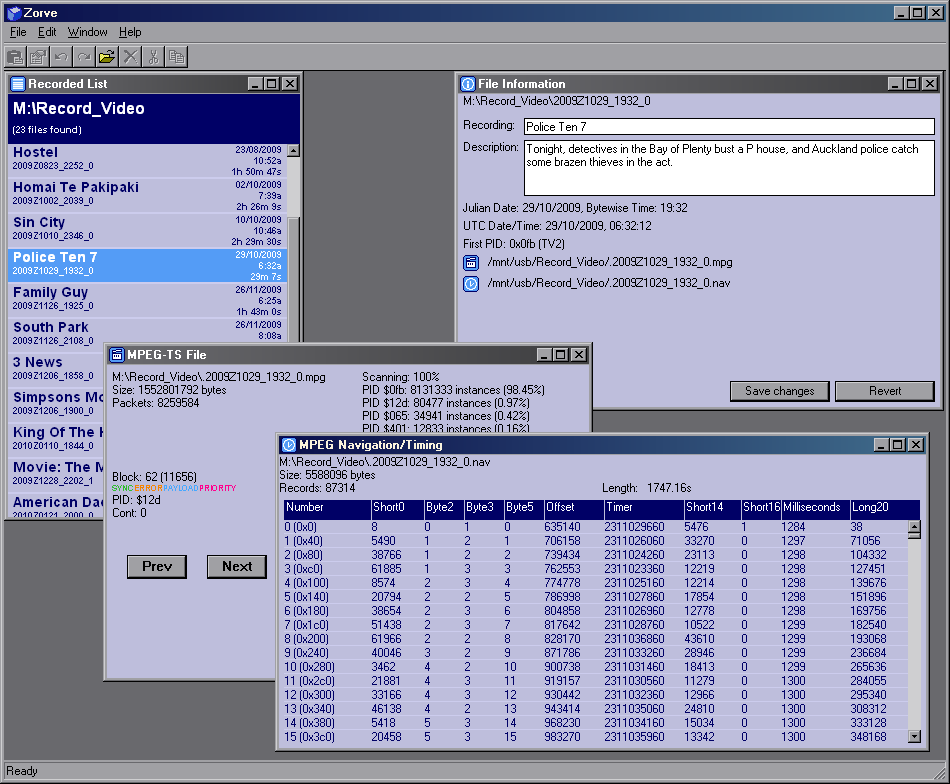 Zorve
File Edit Window Help
Recorded List
M:\Record_Video
(23 files found)
Hostel 23/08/2009
2009Z0823_2252_0 10:52a
1h 50m 47s
Homai Te Pakipaki 02/10/2009
2009Z1002_2039_0 7:39a
2h 26m 9s
Sin City 10/10/2009
2009Z1010_2346_0 10:46a
2h 29m 30s
Police Ten 7 29/10/2009
2009Z1029_1932_0 6:32a
29m 7s
Family Guy 26/11/2009
2009Z1126_1925_0 6:25a
1h 43m 0s
South Park 26/11/2009
2009Z1126_2108_0 8:08a
3 News
2009Z1206_1858_0
Simpsons Mo
2009Z1206_1900_0
King Of The H
2010Z0110_1844_0
Movie: The M
2009Z1228_2202_1
American Dad
2010Z0121_2000_0
File Information
M:\Record_Video\2009Z1029_1932_0
Recording: Police Ten 7
Description: Tonight, detectives in the Bay of Plenty bust a P house, and Auckland police catch
some brazen thieves in the act.
Julian Date: 29/10/2009, Bytewise Time: 19:32
UTC Date/Time: 29/10/2009, 06:32:12
First PID: 0x0fb (TV2)
/mnt/usb/Record_Video/.2009Z1029_1932_0.mpg
/mnt/usb/Record_Video/.2009Z1029_1932_0.nav
Save changes Revert
MPEG-TS File
M:\Record_Video\.2009Z1029_1932_0.mpg
Size: 1552801792 bytes
Packets: 8259584
Scanning: 100%
PID $0fb: 8131333 instances (98.45%)
PID $12d: 80477 instances (0.97%)
PID $065: 34941 instances (0.42%)
PID $401: 12833 instances (0.16%)
Block: 62 (11656)
SYNCERRORPAYLOADPRIORITY
PID: $12d
Cont: 0
Prev Next
MPEG Navigation/Timing
M:\Record_Video\.2009Z1029_1932_0.nav
Size: 5588096 bytes
Records: 87314 Length: 1747.16s
Number Short0 Byte2 Byte3 Byte5 Offset Timer Short14 Short16 Milliseconds Long20
0 (0x0) 8 0 1 0 635140 2311029660 5476 1 1284 38
1 (0x40) 5490 1 2 1 706158 2311026060 33270 0 1297 71056
2 (0x80) 38766 1 2 2 739434 2311024260 23113 0 1298 104332
3 (0xc0) 61885 1 3 3 762553 2311023360 12219 0 1298 127451
4 (0x100) 8574 2 3 4 774778 2311025160 12214 0 1298 139676
5 (0x140) 20794 2 2 5 786998 2311027860 17854 0 1298 151896
6 (0x180) 38654 2 3 6 804858 2311026960 12778 0 1298 169756
7 (0x1c0) 51438 2 3 7 817642 2311028760 10522 0 1299 182540
8 (0x200) 61966 2 2 8 828170 2311036860 43610 0 1299 193068
9 (0x240) 40046 3 2 9 871786 2311033260 28946 0 1299 236684
10 (0x280) 3462 4 2 10 900738 2311031460 18413 0 1299 265636
11 (0x2c0) 21881 4 3 11 919157 2311030560 11279 0 1300 284055
12 (0x300) 33166 4 3 12 930442 2311032360 12966 0 1300 295340
13 (0x340) 46138 4 2 13 943414 2311035060 24810 0 1300 308312
14 (0x380) 5418 5 3 14 968230 2311034160 15034 0 1300 333128
15 (0x3c0) 20458 5 3 15 983270 2311035960 13342 0 1300 348168
Ready